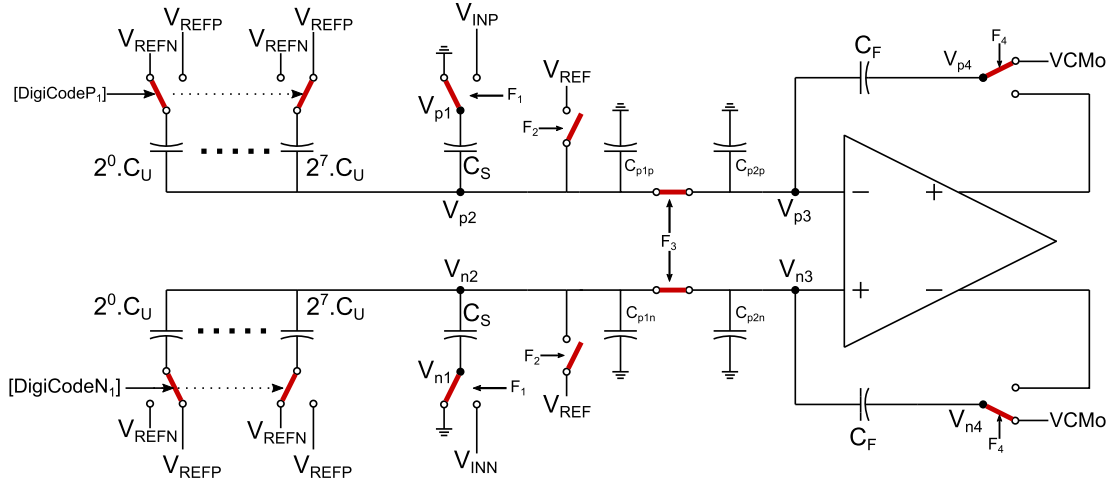 V_REFP V_REFP V_INP
V_REFN V_REFN
F_4
C_F V_p4 VCMo
V_REF
[DigiCodeP_1] F_1
V_p1
F_2
2^0.C_U 2^7.C_U C_S C_p1p C_p2p
− +
V_p2 V_p3
F_3
V_n2 V_n3
+ −
2^0.C_U 2^7.C_U C_S C_p1n C_p2n
F_2
V_n1
[DigiCodeN_1] F_1
V_REF
V_n4 VCMo
V_REFN V_REFN
C_F F_4
V_REFP V_REFP V_INN